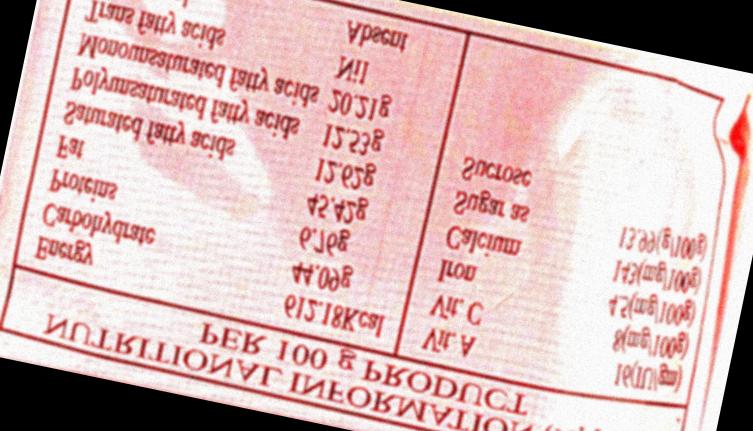 NUTRITIONAL INFORMATION
PER 100 g PRODUCT
Energy 612.18Kcal Vit. A 16(IU/gm)
Carbohydrate 44.09g Vit. C 8(mg/100g)
Proteins 6.76g Iron 4.5(mg/100g)
Fat 45.42g Calcium 143(mg/100g)
Saturated fatty acids 12.62g Sugar as 13.99(g/100g)
Polyunsaturated fatty acids 12.53g Sucrose
Monounsaturated fatty acids 20.21g
Trans fatty acids Nil
Absent